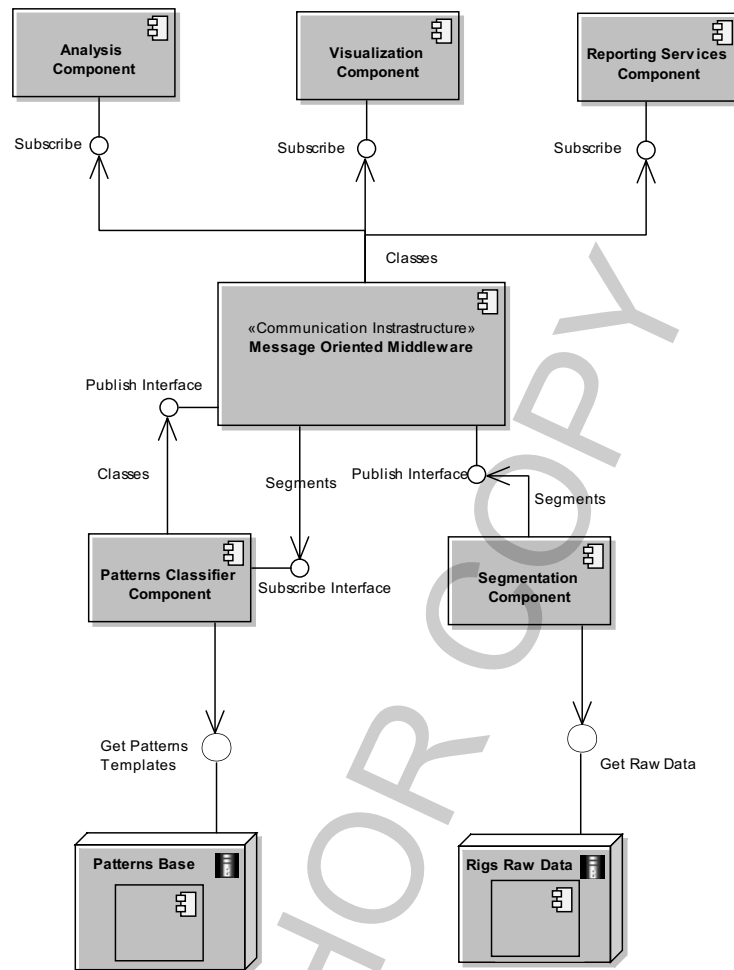 Analysis
Component
Visualization
Component
Reporting Services
Component
Subscribe
Subscribe
Subscribe
Classes
«Communication Instrastructure»
Message Oriented Middleware
Publish Interface
Classes
Segments
Publish Interface
Segments
Patterns Classifier
Component
Subscribe Interface
Segmentation
Component
Get Patterns
Templates
Get Raw Data
Patterns Base
Rigs Raw Data
HOR COPY